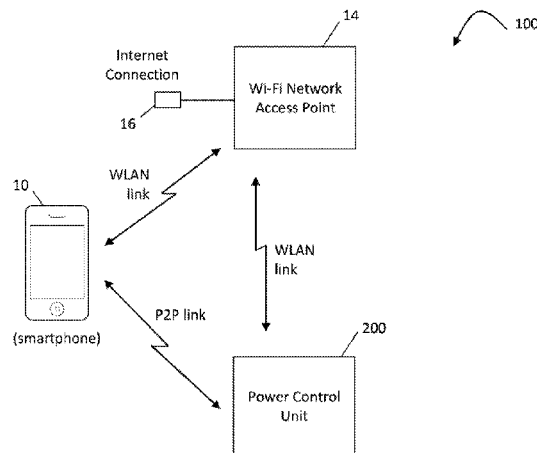 14
100
Internet
Connection
16
Wi-Fi Network
Access Point
10
WLAN
link
WLAN
link
P2P link
(smartphone)
200
Power Control
Unit